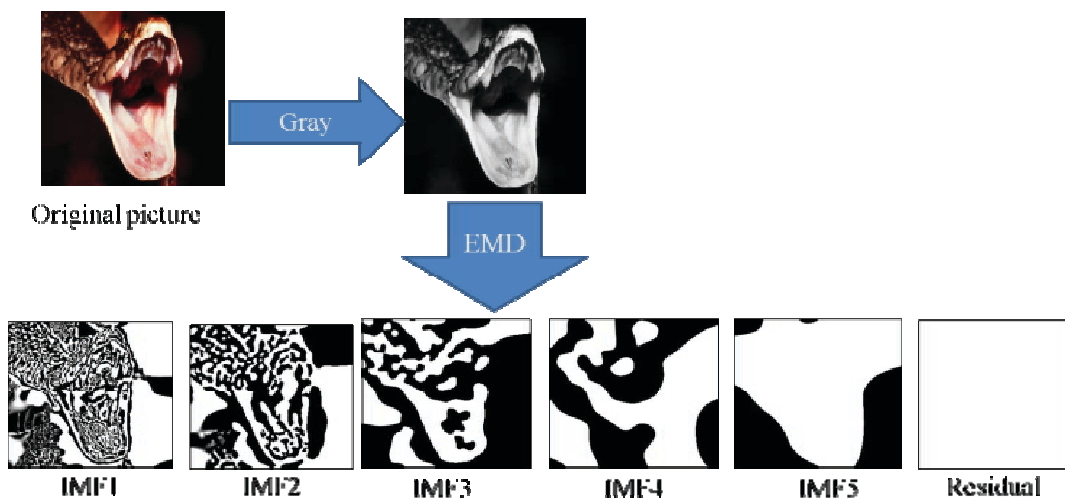 Gray
Original picture
EMD
IMF1
IMF2
IMF3
IMF4
IMF5
Residual